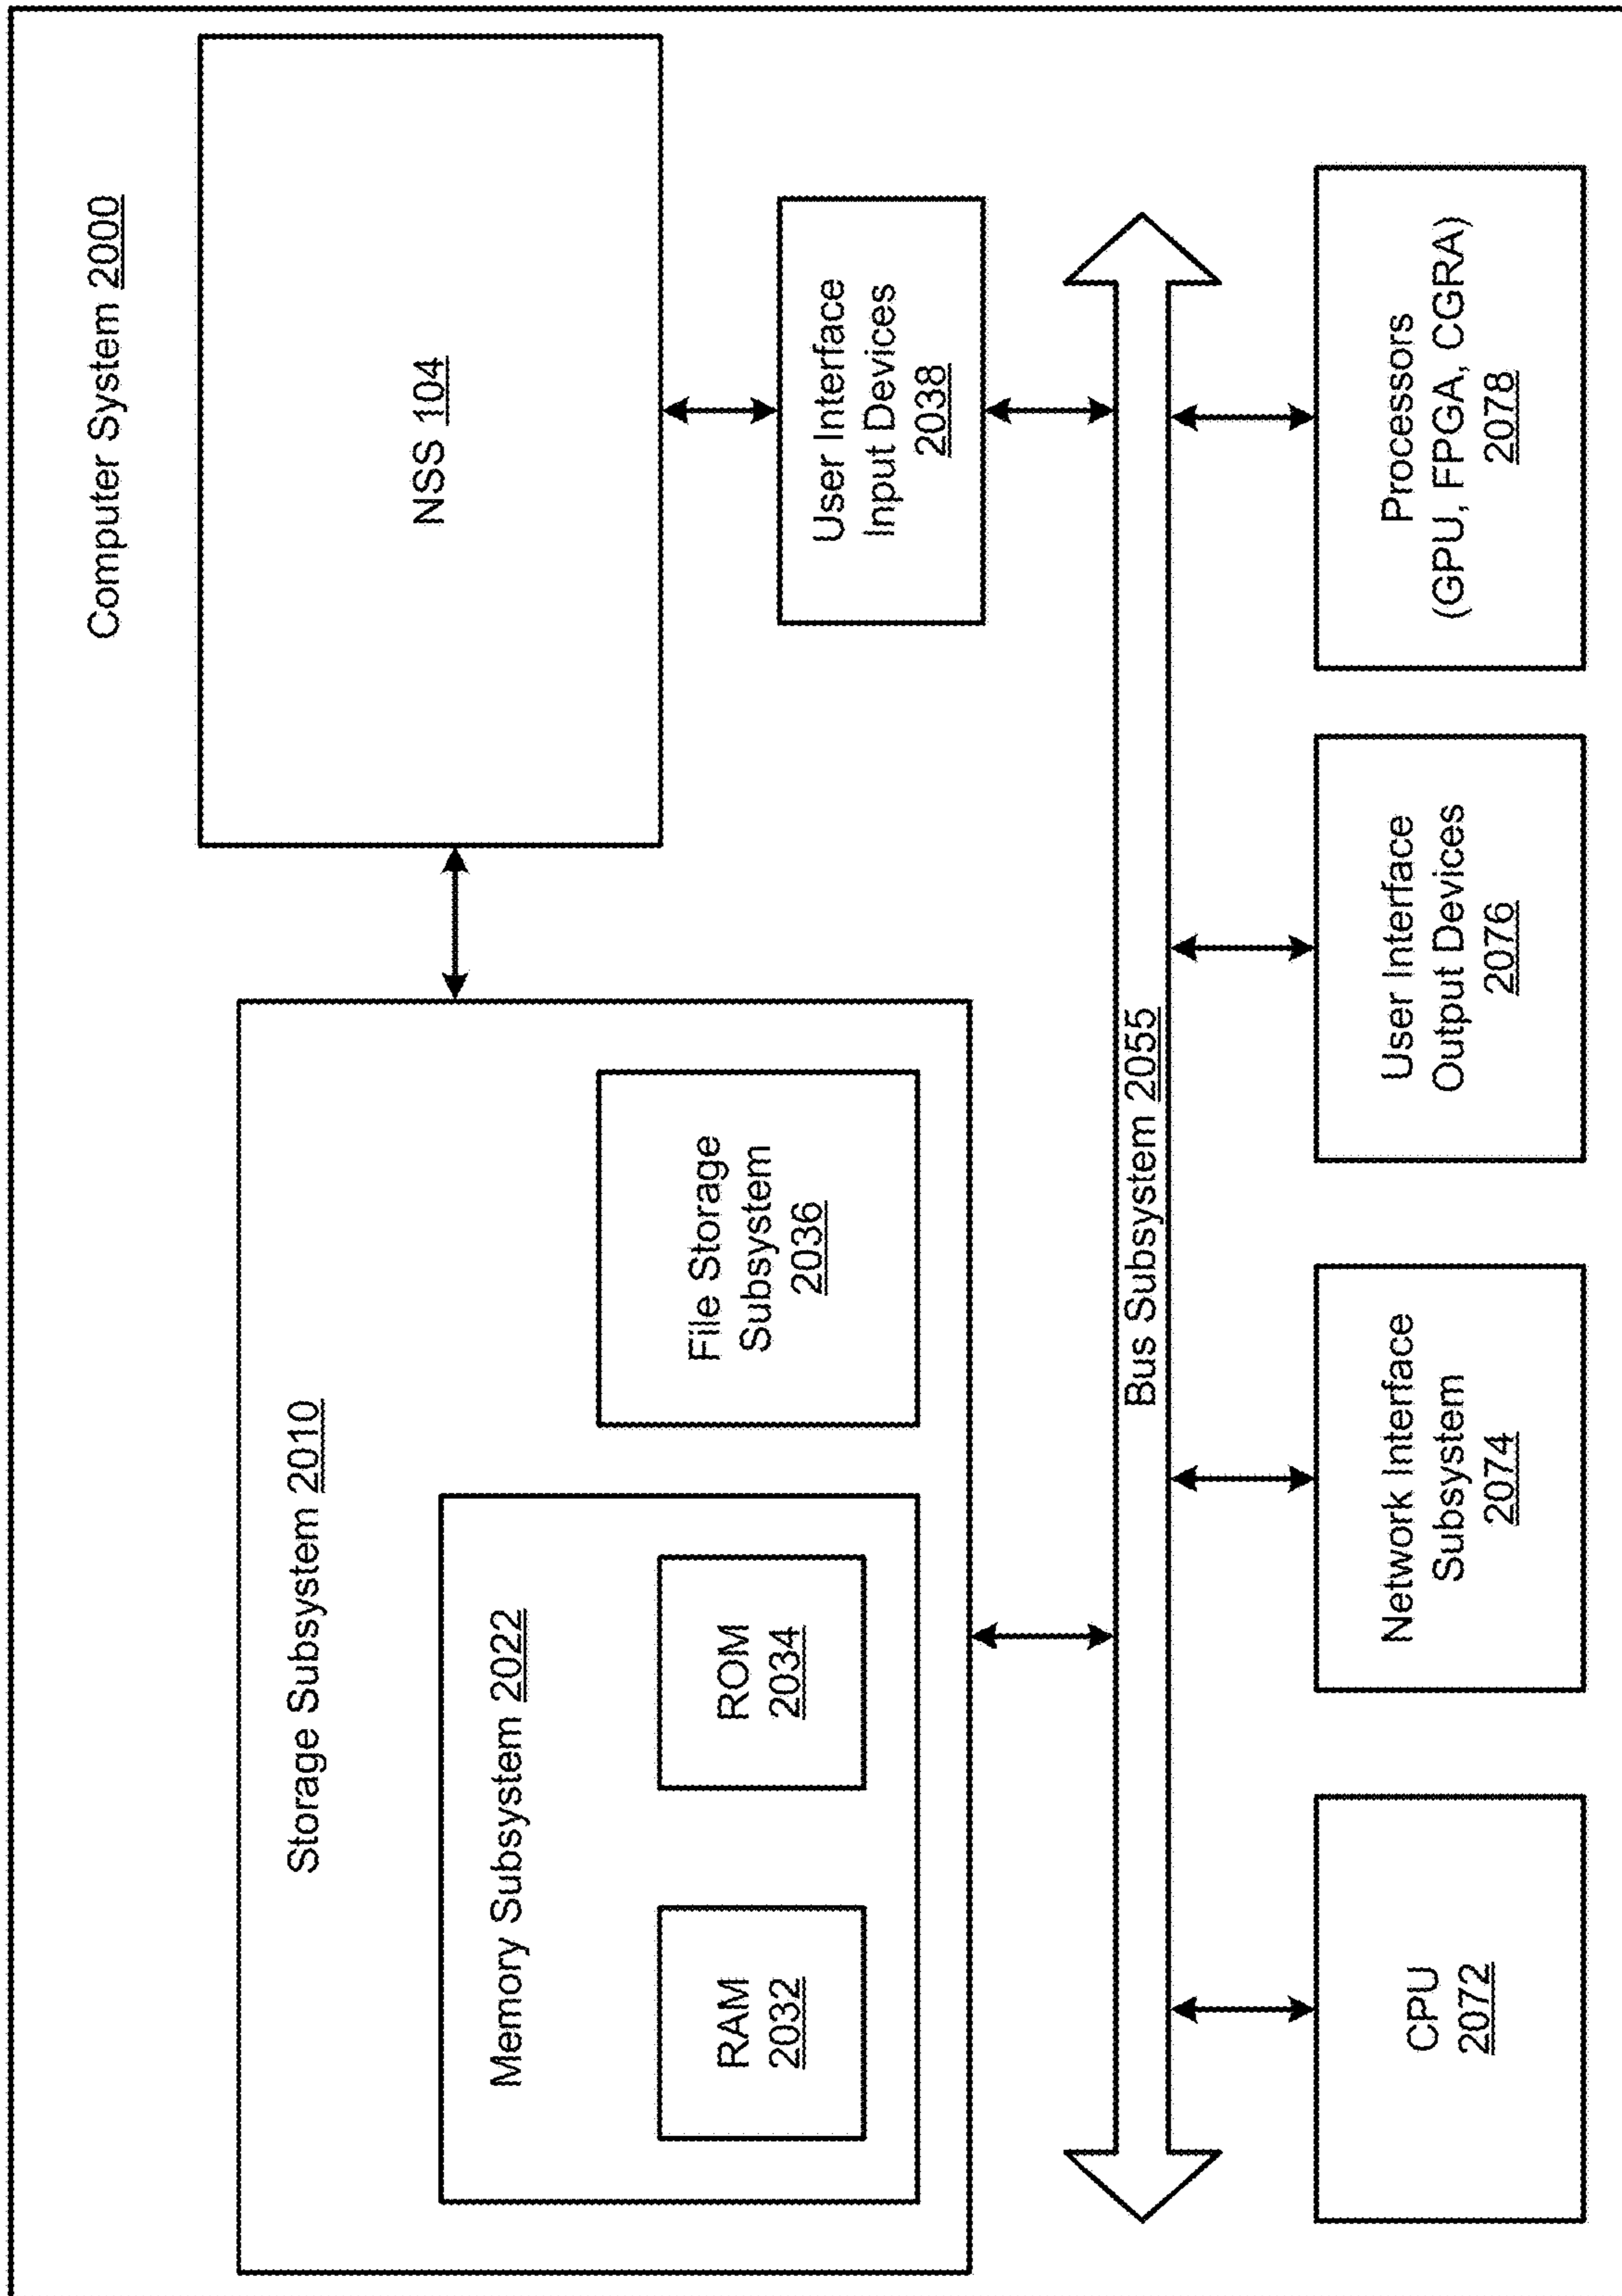 Computer System 2000
Storage Subsystem 2010
NSS 104
Memory Subsystem 2022
RAM
2032
ROM
2034
File Storage
Subsystem
2036
User Interface
Input Devices
2038
Bus Subsystem 2055
CPU
2072
Network Interface
Subsystem
2074
User Interface
Output Devices
2076
Processors
(GPU, FPGA, CGRA)
2078